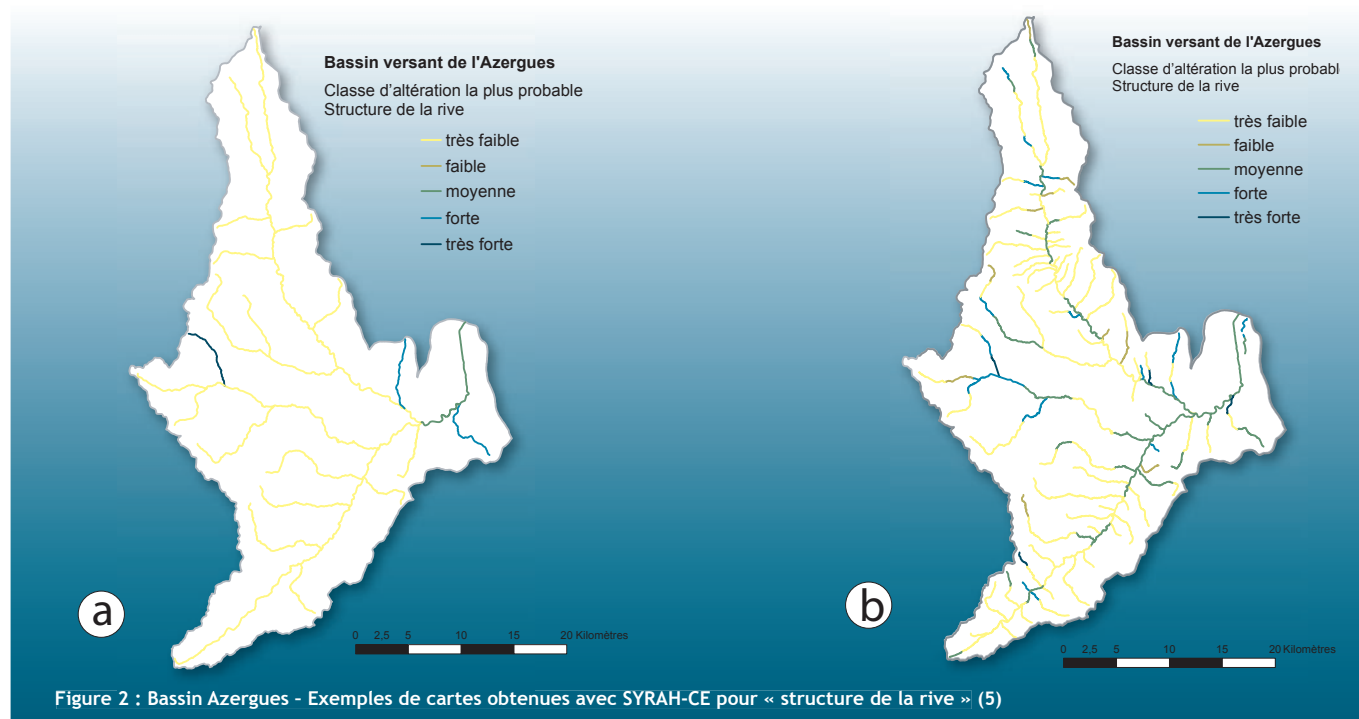 Bassin versant de l'Azergues
Classe d'altération la plus probable
Structure de la rive
très faible
faible
moyenne
forte
très forte
a
0 2,5 5 10 15 20 Kilomètres
Bassin versant de l'Azergues
Classe d'altération la plus probabl
Structure de la rive
très faible
faible
moyenne
forte
très forte
b
0 2,5 5 10 15 20 Kilomètres
Figure 2 : Bassin Azergues - Exemples de cartes obtenues avec SYRAH-CE pour « structure de la rive » (5)